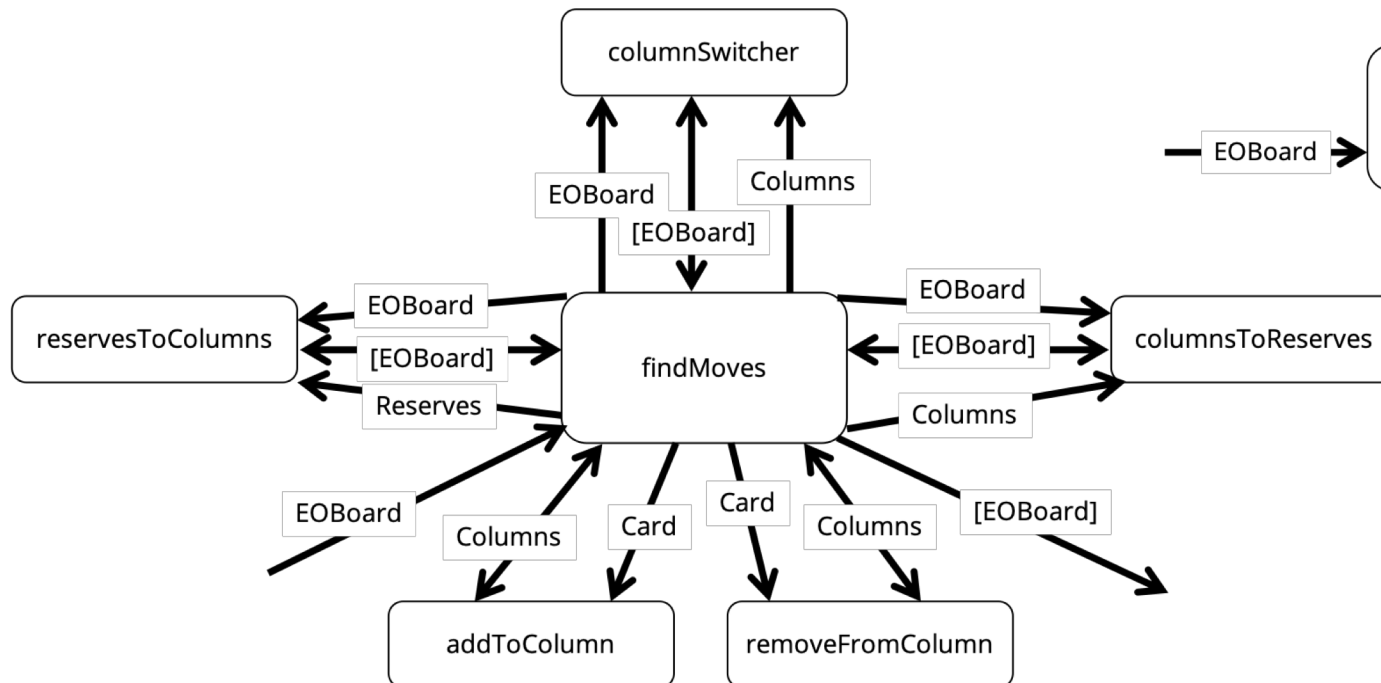 columnSwitcher
EOBoard
EOBoard
Columns
[EOBoard]
EOBoard
EOBoard
reservesToColumns
[EOBoard]
findMoves
[EOBoard]
columnsToReserves
Reserves
Columns
EOBoard
Columns
Card
Card
Columns
[EOBoard]
addToColumn
removeFromColumn